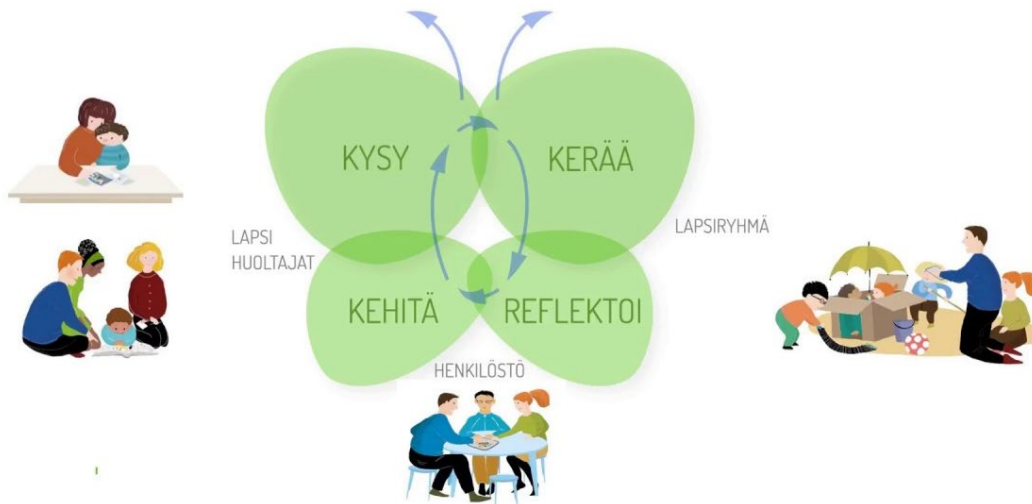 KYSY
KERÄÄ
LAPSI
HUOLTAJAT
LAPSIRYHMÄ
KEHITÄ
REFLEKTOI
HENKILÖSTÖ